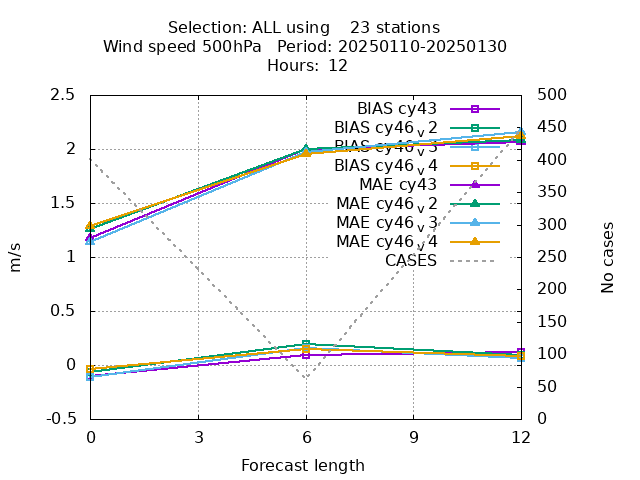 Selection: ALL using    23 stations
Wind speed 500hPa   Period: 20250110-20250130
Hours:  12
BIAS cy43
BIAS cy46_v2
BIAS cy46_v3
BIAS cy46_v4
MAE cy43
MAE cy46_v2
MAE cy46_v3
MAE cy46_v4
CASES
m/s
2.5
2
1.5
1
0.5
0
-0.5
500
450
400
350
300
250
200
150
100
50
0
No cases
0 3 6 9 12
Forecast length